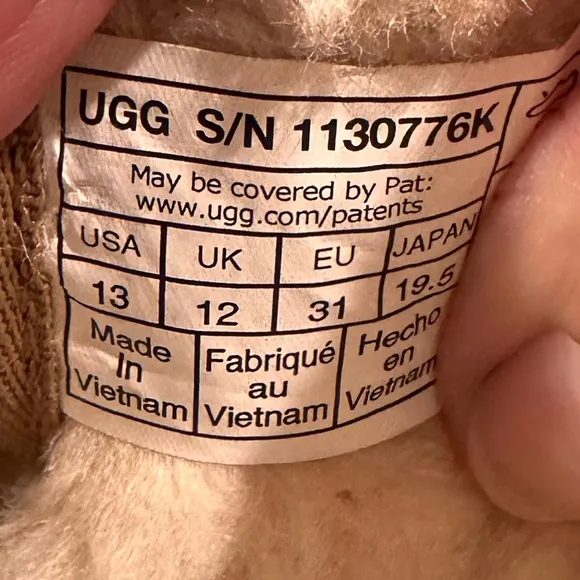 UGG S/N 1130776K
May be covered by Pat:
www.ugg.com/patents
USA UK EU JAPAN
13 12 31 19.5
Made In Vietnam
Fabriqué au Vietnam
Hecho en Vietnam